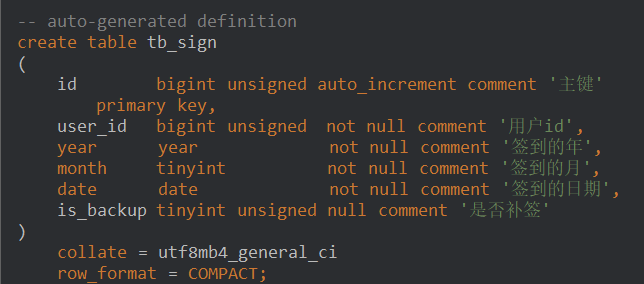 -- auto-generated definition
create table tb_sign
(
    id        bigint unsigned auto_increment comment '主键'
        primary key,
    user_id   bigint unsigned  not null comment '用户id',
    year      year             not null comment '签到的年',
    month     tinyint          not null comment '签到的月',
    date      date             not null comment '签到的日期',
    is_backup tinyint unsigned null comment '是否补签'
)
    collate = utf8mb4_general_ci
    row_format = COMPACT;